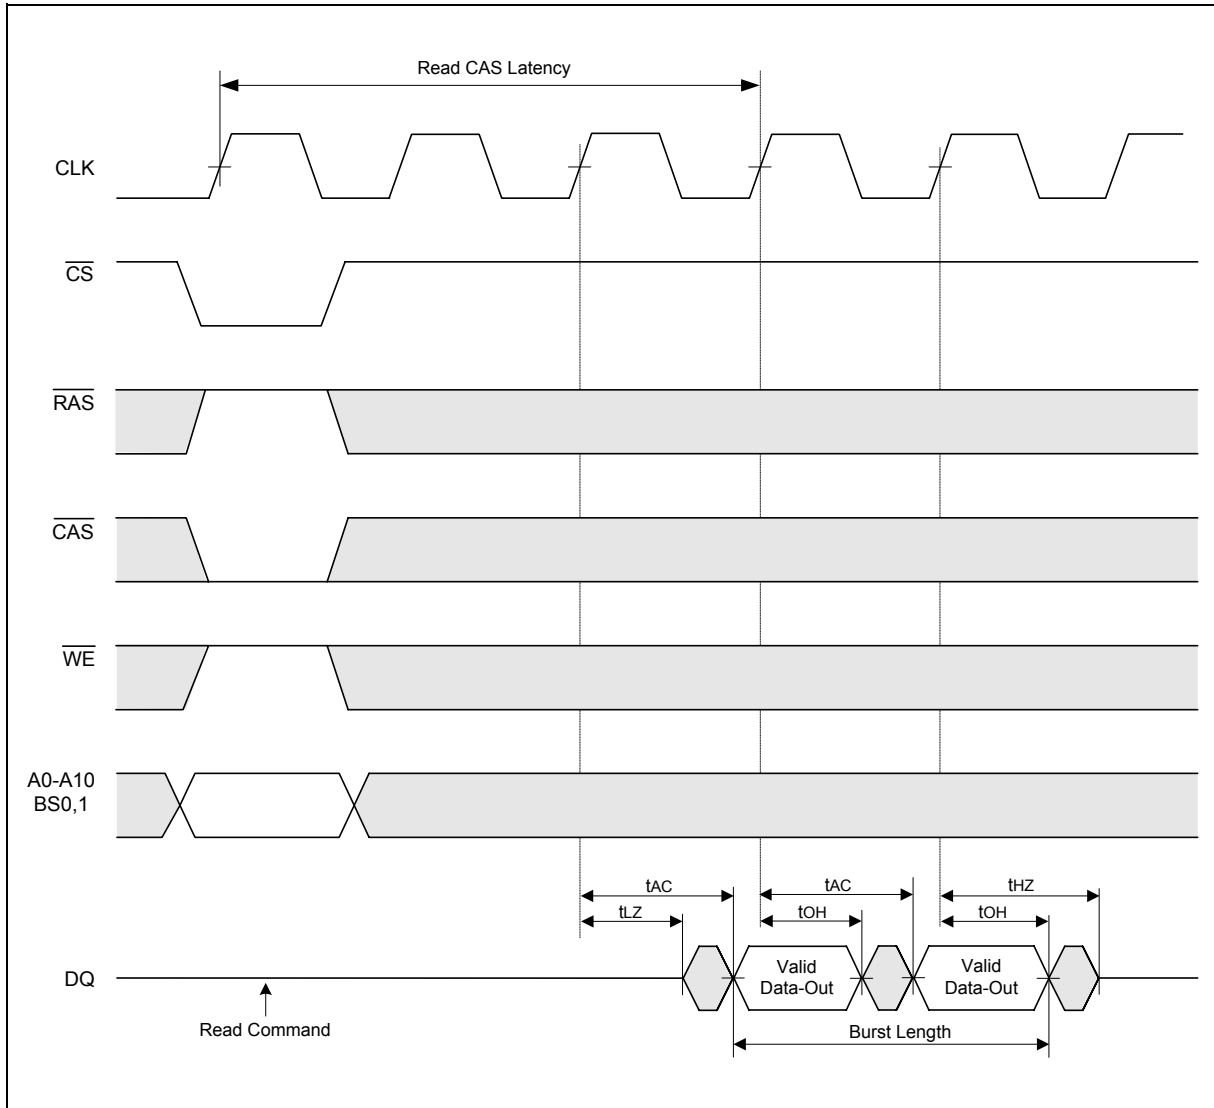 Read CAS Latency
CLK
CS
RAS
CAS
WE
A0-A10
BS0,1
tAC tAC tHZ
tLZ tOH tOH
DQ
Valid Data-Out
Valid Data-Out
Read Command
Burst Length